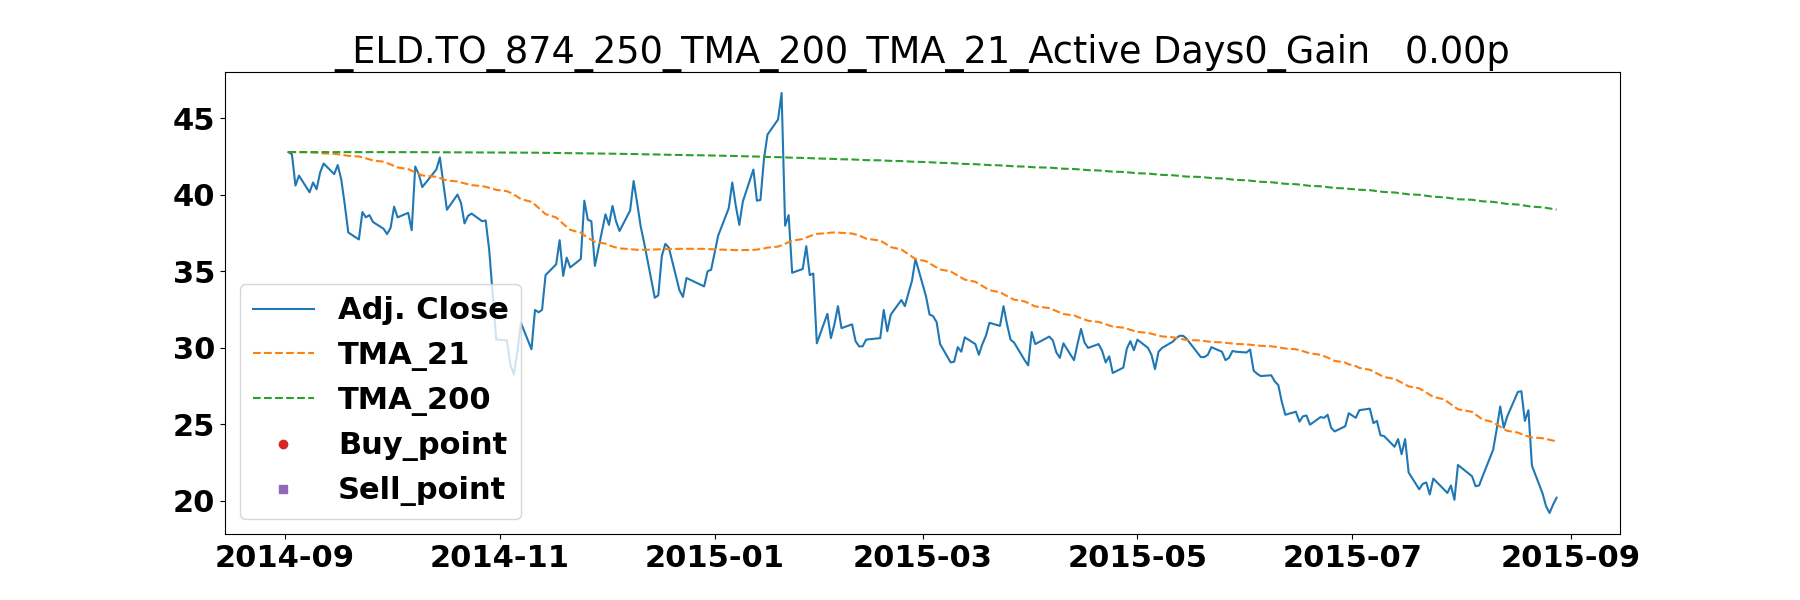 _ELD.TO_874_250_TMA_200_TMA_21_Active Days0_Gain   0.00p
45
40
35
30
25
20
Adj. Close
TMA_21
TMA_200
Buy_point
Sell_point
2014-09 2014-11 2015-01 2015-03 2015-05 2015-07 2015-09